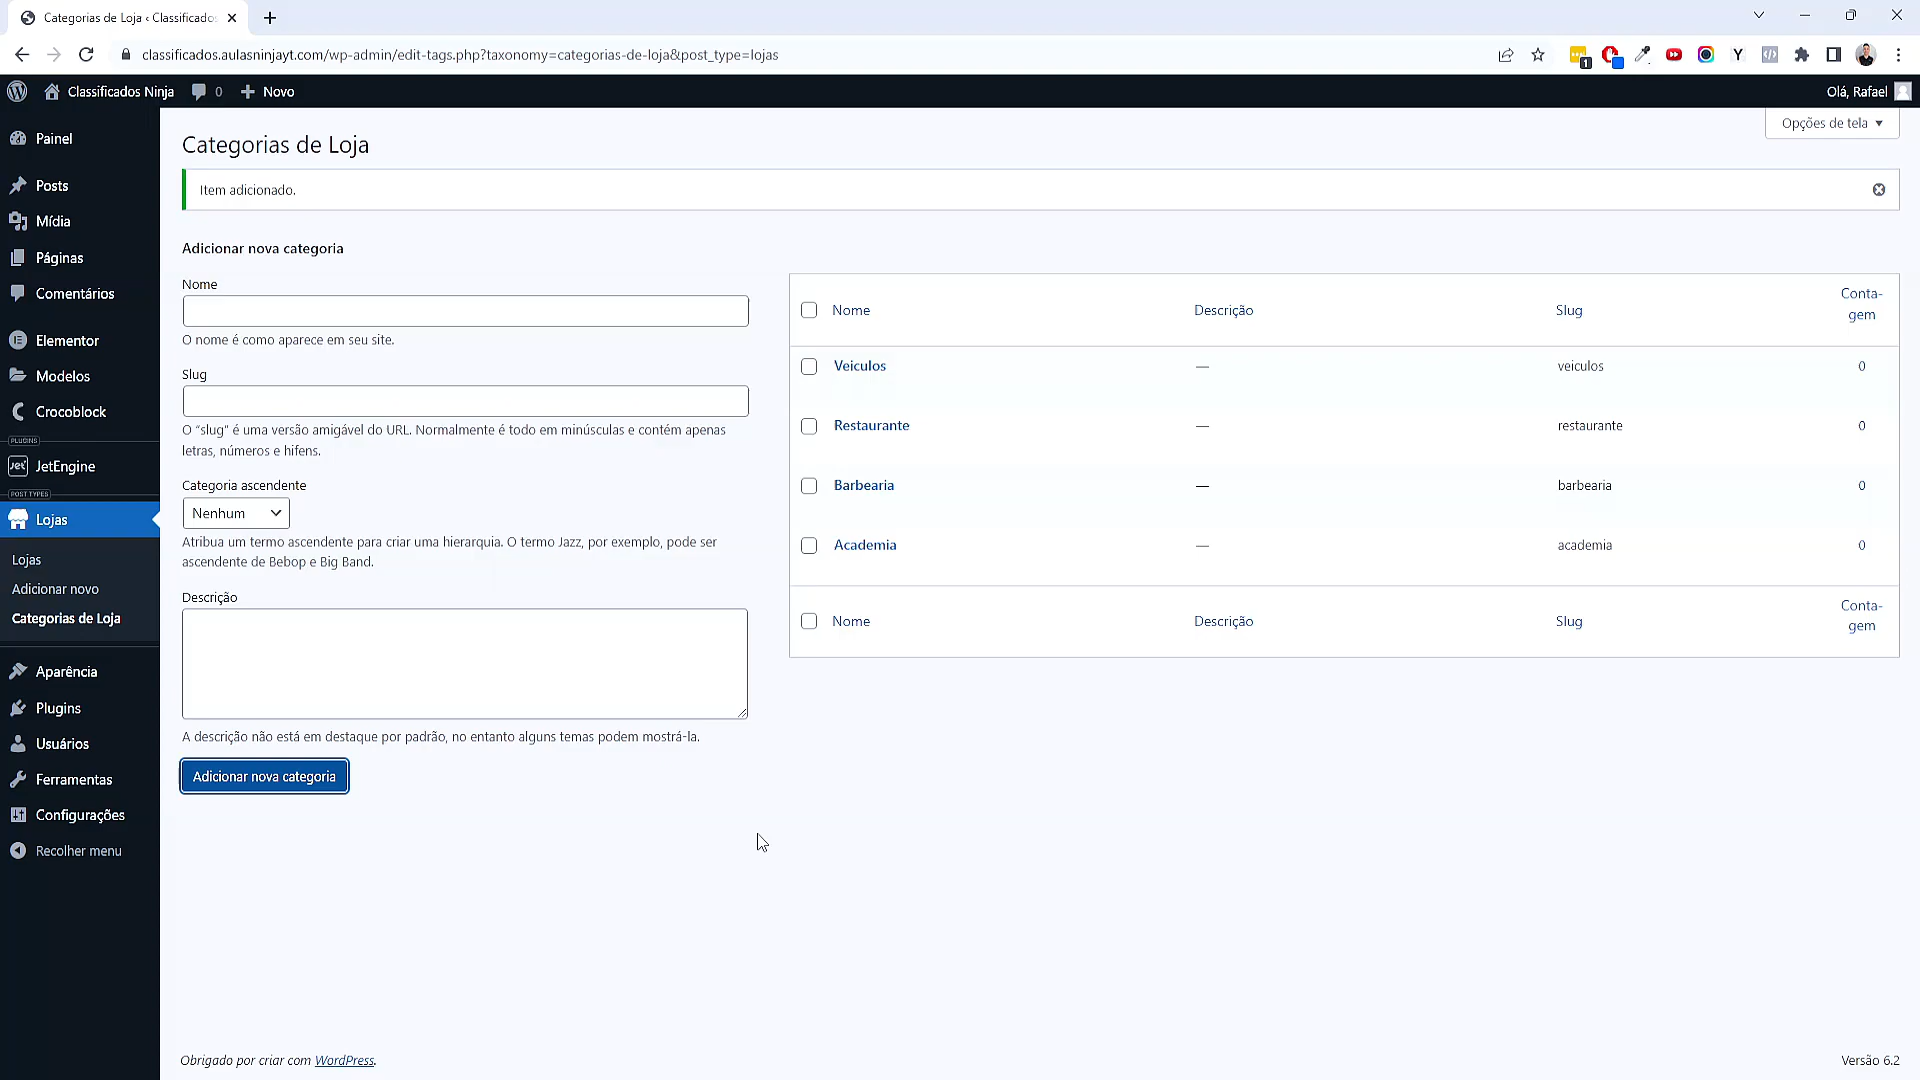 Categorias de Loja ‹ Classificados
classificados.aulasninjayt.com/wp-admin/edit-tags.php?taxonomy=categorias-de-loja&post_type=lojas
1
Y
Classificados Ninja
0
Novo
Olá, Rafael
Painel
Posts
Mídia
Páginas
Comentários
Elementor
Modelos
Crocoblock
PLUGINS
Jet
JetEngine
POST TYPES
Lojas
Lojas
Adicionar novo
Categorias de Loja
Aparência
Plugins
Usuários
Ferramentas
Configurações
Recolher menu
Opções de tela
Categorias de Loja
Item adicionado.
Adicionar nova categoria
Nome
O nome é como aparece em seu site.
Slug
O “slug” é uma versão amigável do URL. Normalmente é todo em minúsculas e contém apenas
letras, números e hifens.
Categoria ascendente
Nenhum
Atribua um termo ascendente para criar uma hierarquia. O termo Jazz, por exemplo, pode ser
ascendente de Bebop e Big Band.
Descrição
A descrição não está em destaque por padrão, no entanto alguns temas podem mostrá-la.
Adicionar nova categoria
Nome Descrição Slug Conta-
gem
Veiculos — veiculos 0
Restaurante — restaurante 0
Barbearia — barbearia 0
Academia — academia 0
Nome Descrição Slug Conta-
gem
Obrigado por criar com WordPress.
Versão 6.2